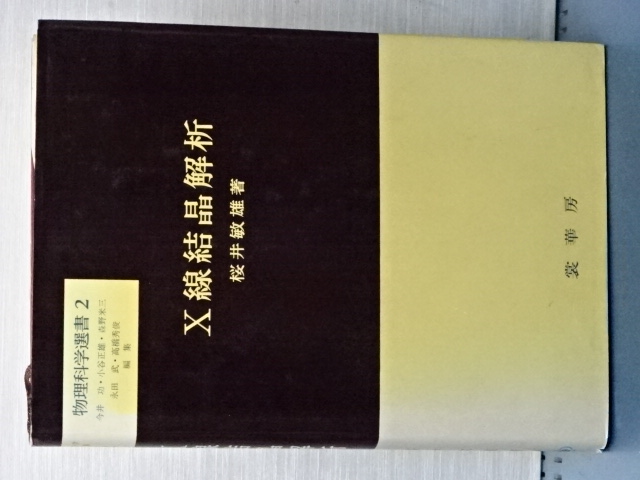 物理科学選書 2
今井 功・小谷正雄・高野来三
永田 武・高橋秀俊
編集
X線結晶解析
桜井敏雄著
裳華房